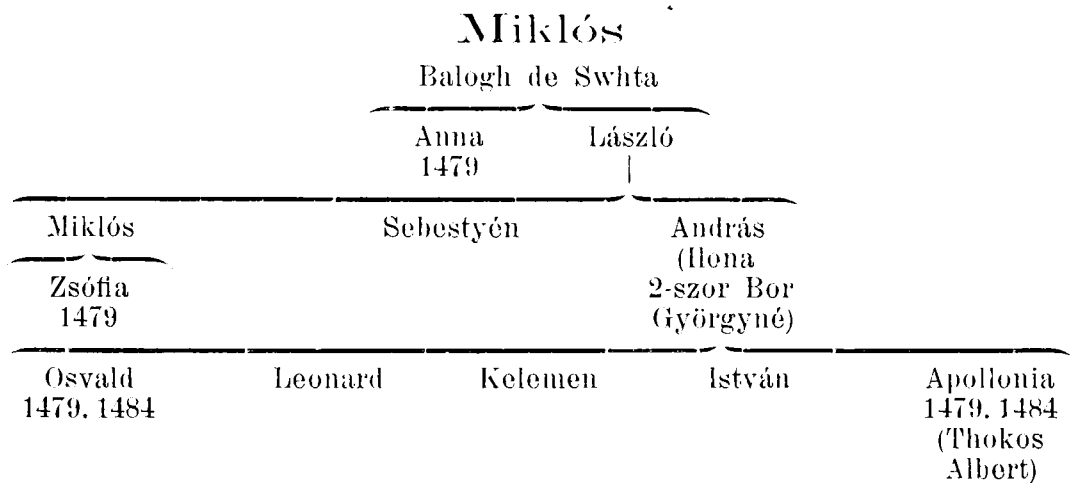 Miklós
Balogh de Swhta
Anna László
1479
Miklós Sebestyén András
(Ilona
Zsófia 2-szor Bor
1479 Györgyné)
Osvald Leonard Kelemen István Apollonia
1479. 1484 1479. 1484
(Thokos
Albert)